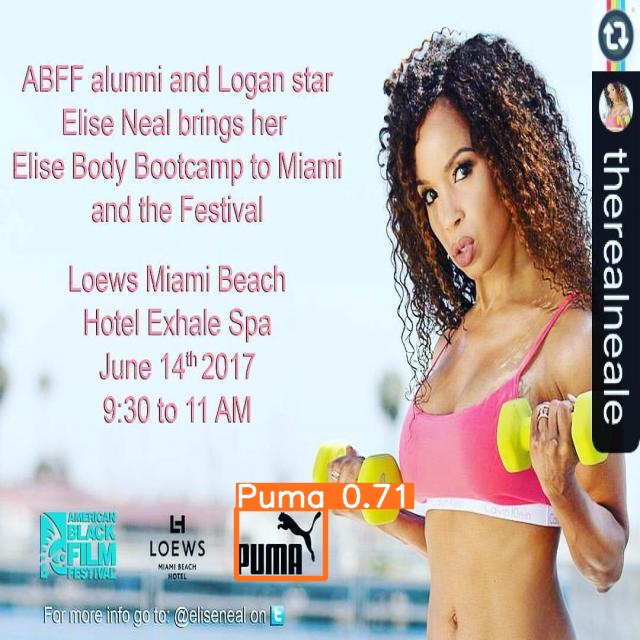 ABFF alumni and Logan star
Elise Neal brings her
Elise Body Bootcamp to Miami
and the Festival
Loews Miami Beach
Hotel Exhale Spa
June 14th 2017
9:30 to 11 AM
therealneale
Puma 0.71
AMERICAN
BLACK
FILM
FESTIVAL
LOEWS
MIAMI BEACH
HOTEL
PUMA
Calvin Klein
For more info go to: @eliseneal on